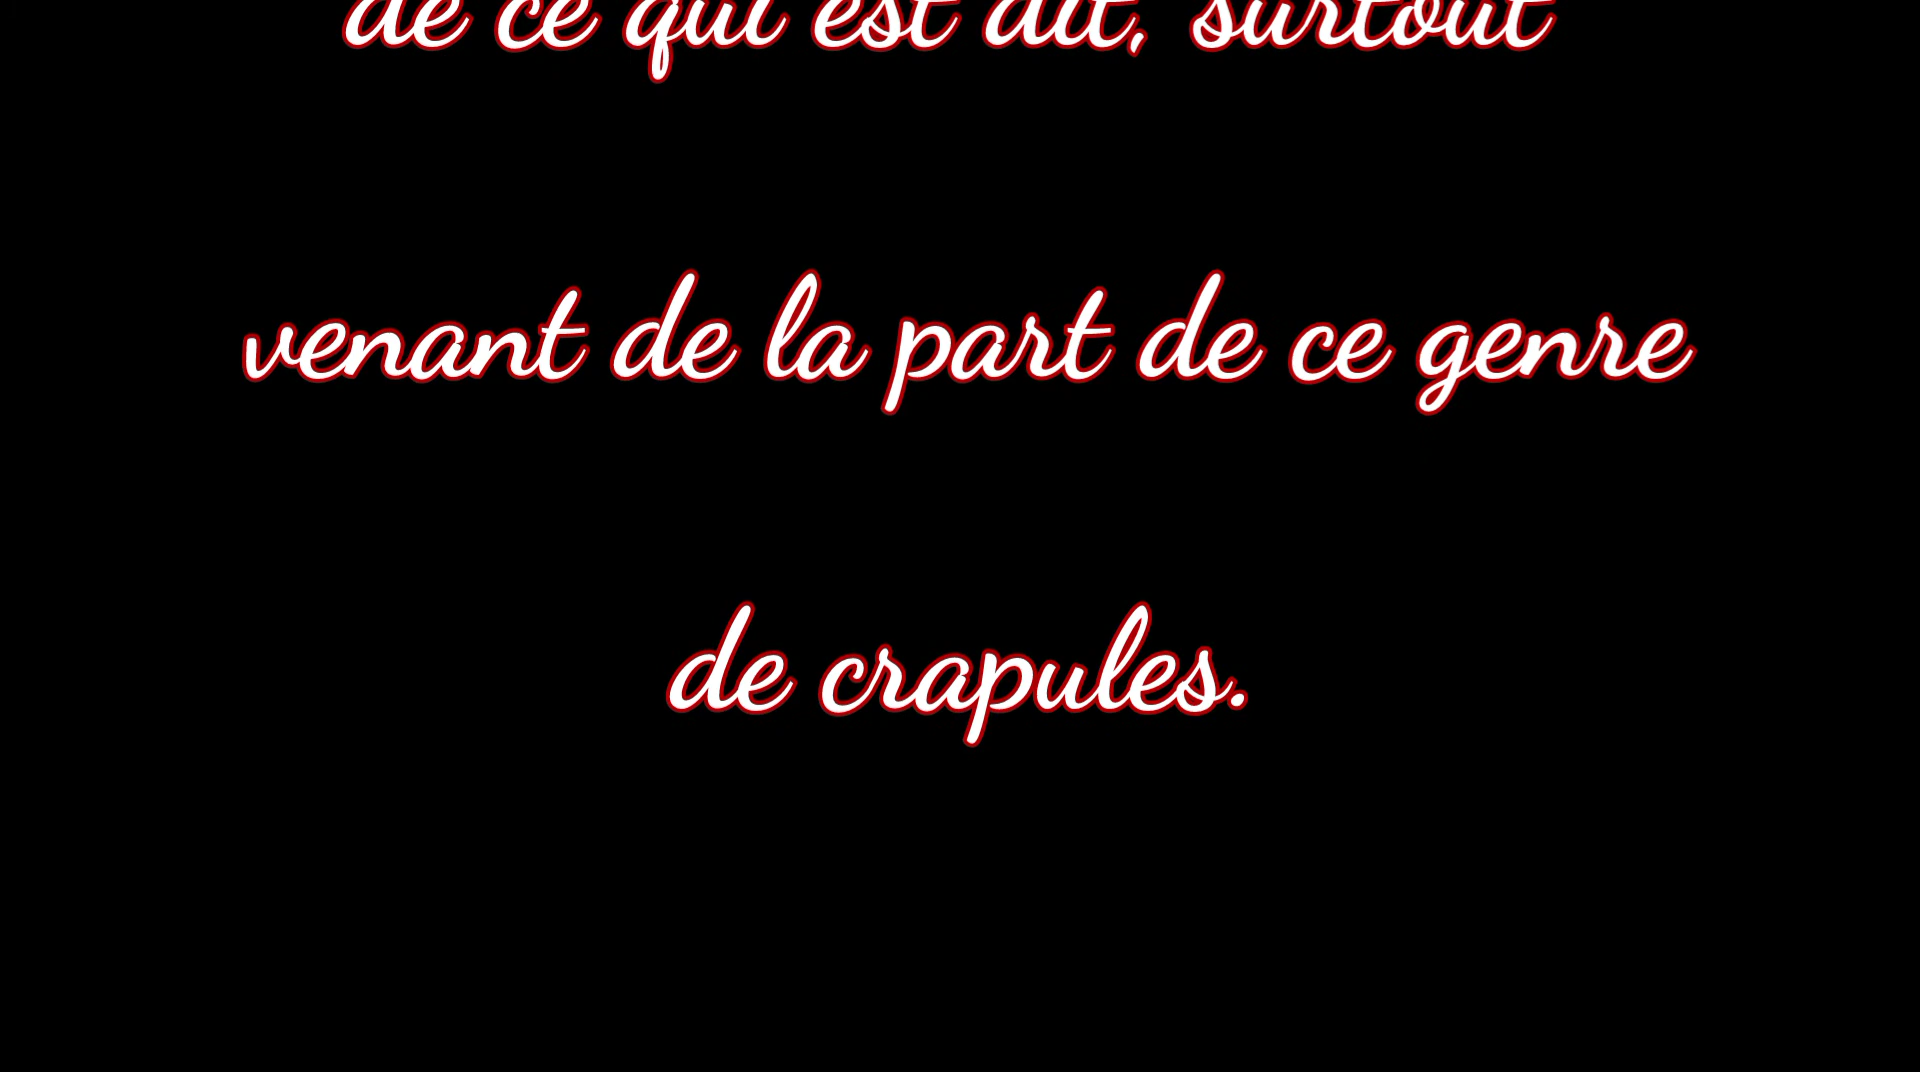 de ce qui est dit, surtout
venant de la part de ce genre
de crapules.